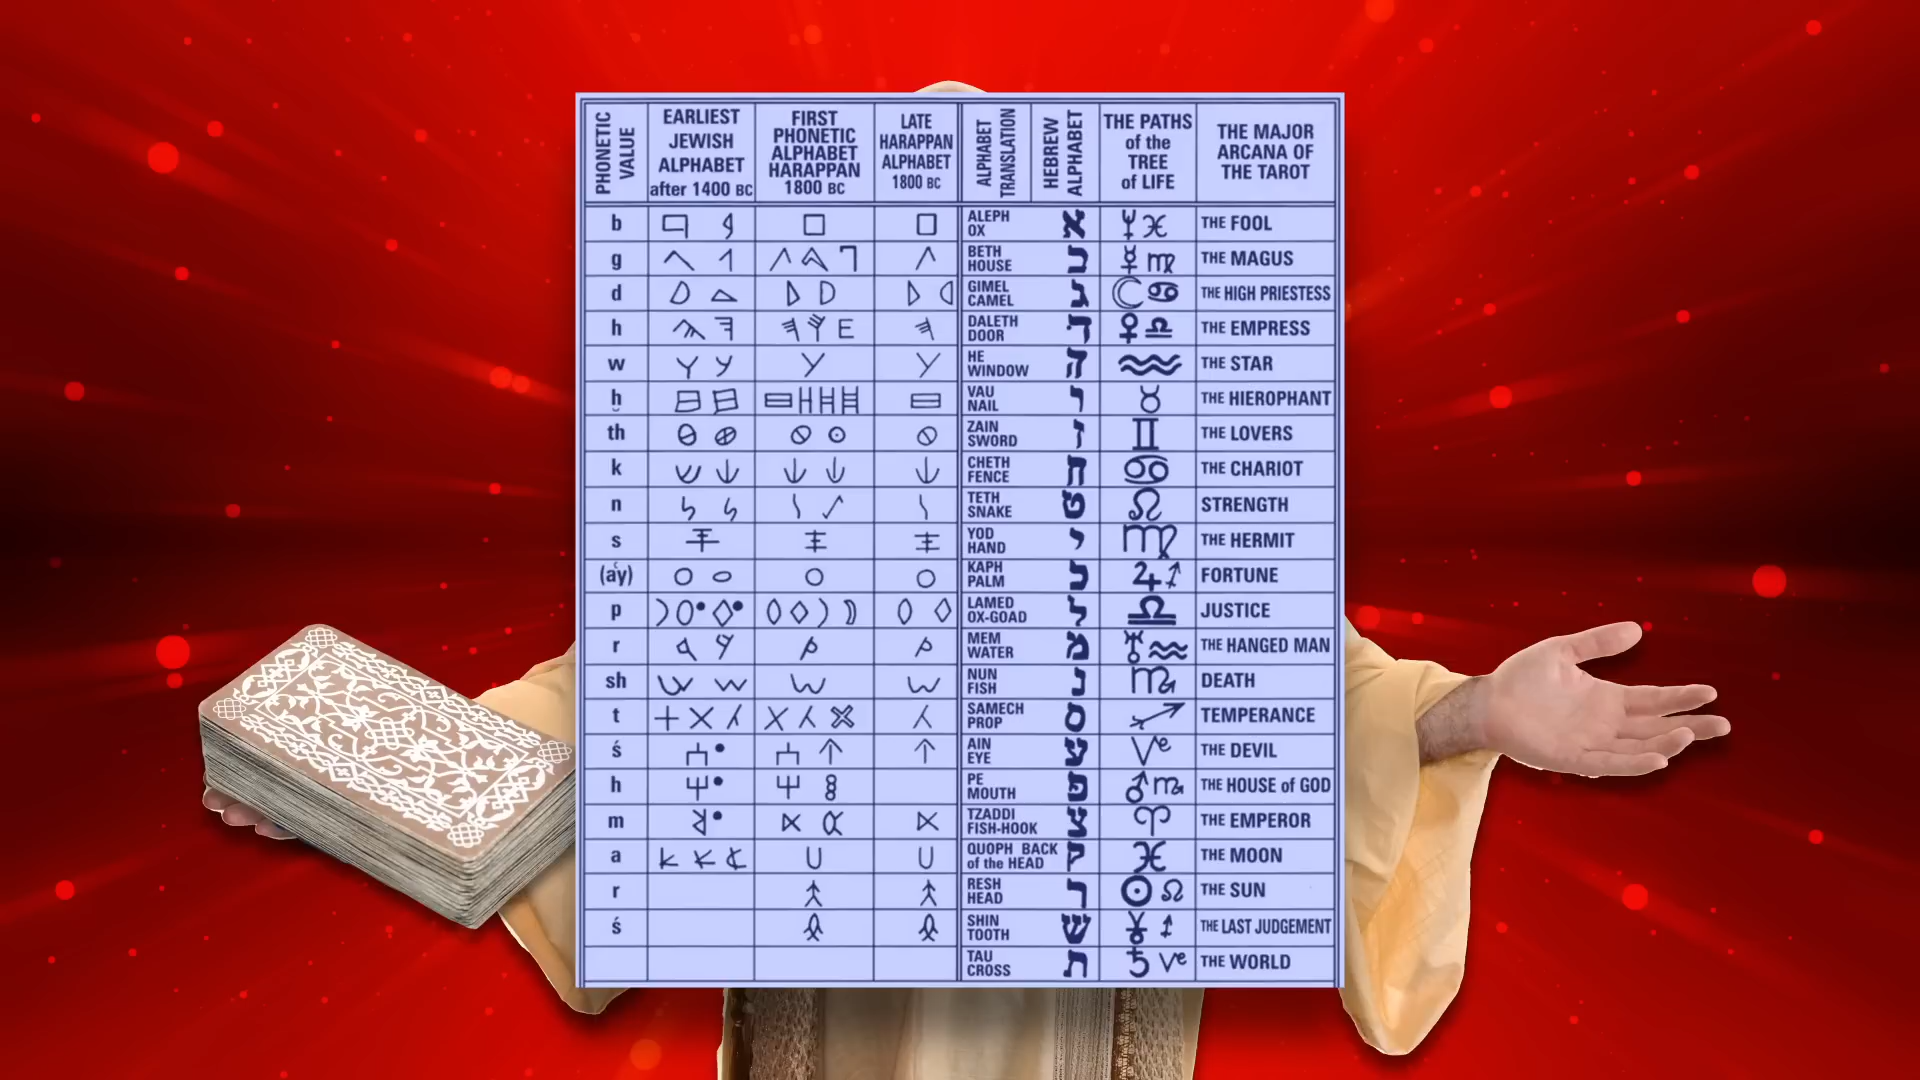 PHONETIC VALUE
EARLIEST JEWISH ALPHABET after 1400 BC
FIRST PHONETIC ALPHABET HARAPPAN 1800 BC
LATE HARAPPAN ALPHABET 1800 BC
ALPHABET TRANSLATION
HEBREW ALPHABET
THE PATHS of the TREE of LIFE
THE MAJOR ARCANA OF THE TAROT
b ALEPH OX א THE FOOL
g BETH HOUSE ב THE MAGUS
d GIMEL CAMEL ג THE HIGH PRIESTESS
h DALETH DOOR ד THE EMPRESS
w HE WINDOW ה THE STAR
h̬ VAU NAIL ו THE HIEROPHANT
th ZAIN SWORD ז THE LOVERS
k CHETH FENCE ח THE CHARIOT
n TETH SNAKE ט STRENGTH
s YOD HAND י THE HERMIT
(aʿy) KAPH PALM כ FORTUNE
p LAMED OX-GOAD ל JUSTICE
r MEM WATER מ THE HANGED MAN
sh NUN FISH נ DEATH
t SAMECH PROP ס TEMPERANCE
ś AIN EYE ע Ve THE DEVIL
h PE MOUTH פ THE HOUSE of GOD
m TZADDI FISH-HOOK צ THE EMPEROR
a QUOPH BACK of the HEAD ק THE MOON
r RESH HEAD ר THE SUN
ś SHIN TOOTH ש THE LAST JUDGEMENT
TAU CROSS ת Ve THE WORLD